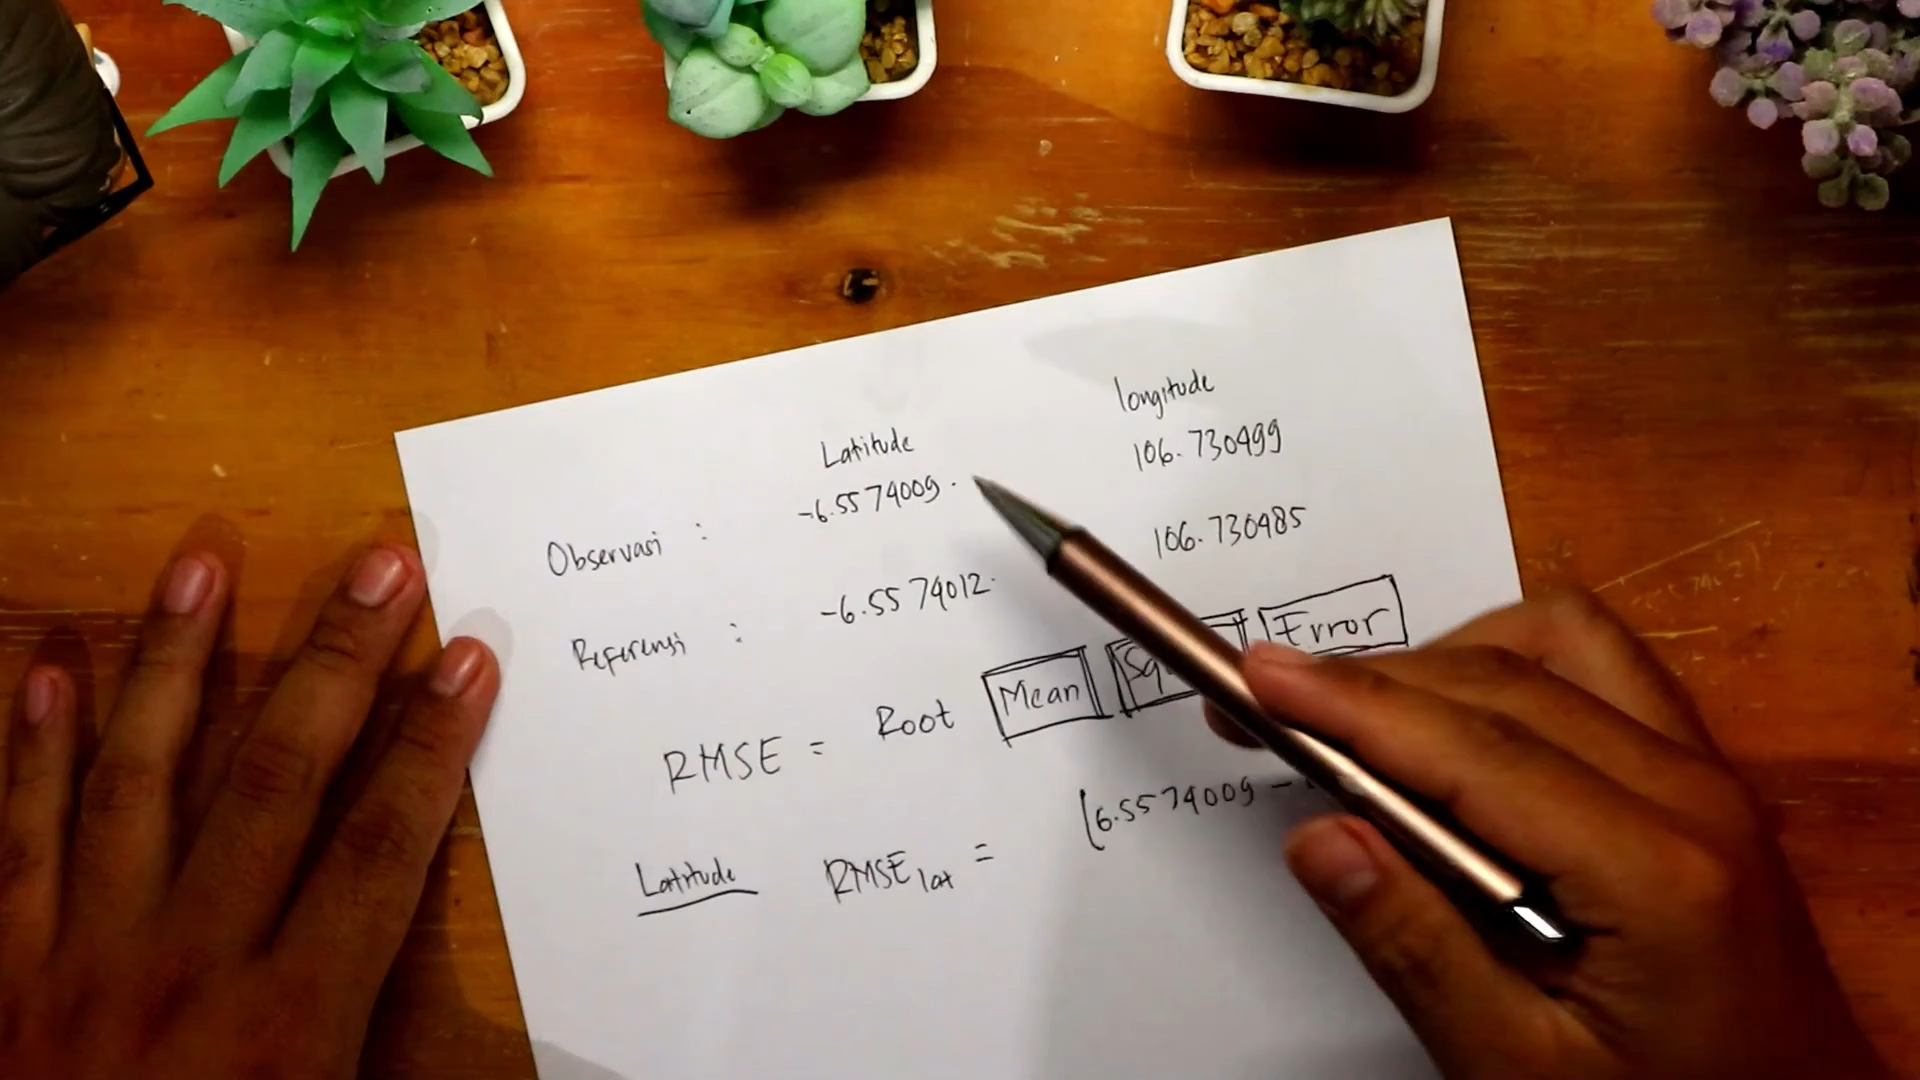 Latitude longitude
Observasi : -6.5574009. 106.730499
Referensi : -6.5574012. 106.730485
RMSE = Root Mean Error
Latitude RMSE lat = (6.5574009 -